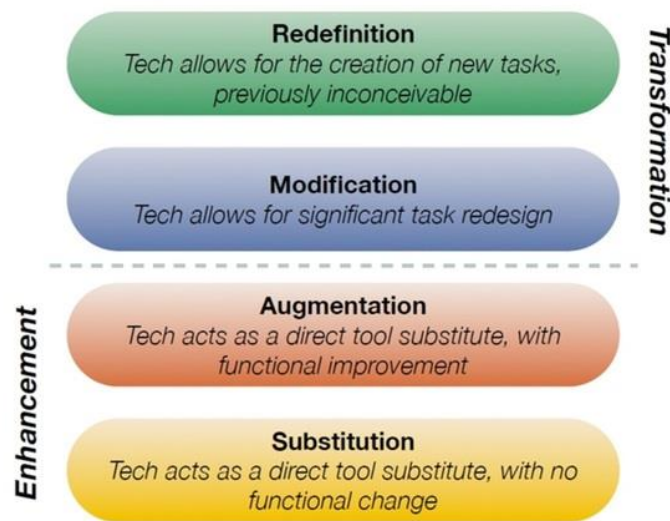 Redefinition
Tech allows for the creation of new tasks,
previously inconceivable
Modification
Tech allows for significant task redesign
Transformation
Augmentation
Tech acts as a direct tool substitute, with
functional improvement
Substitution
Tech acts as a direct tool substitute, with no
functional change
Enhancement